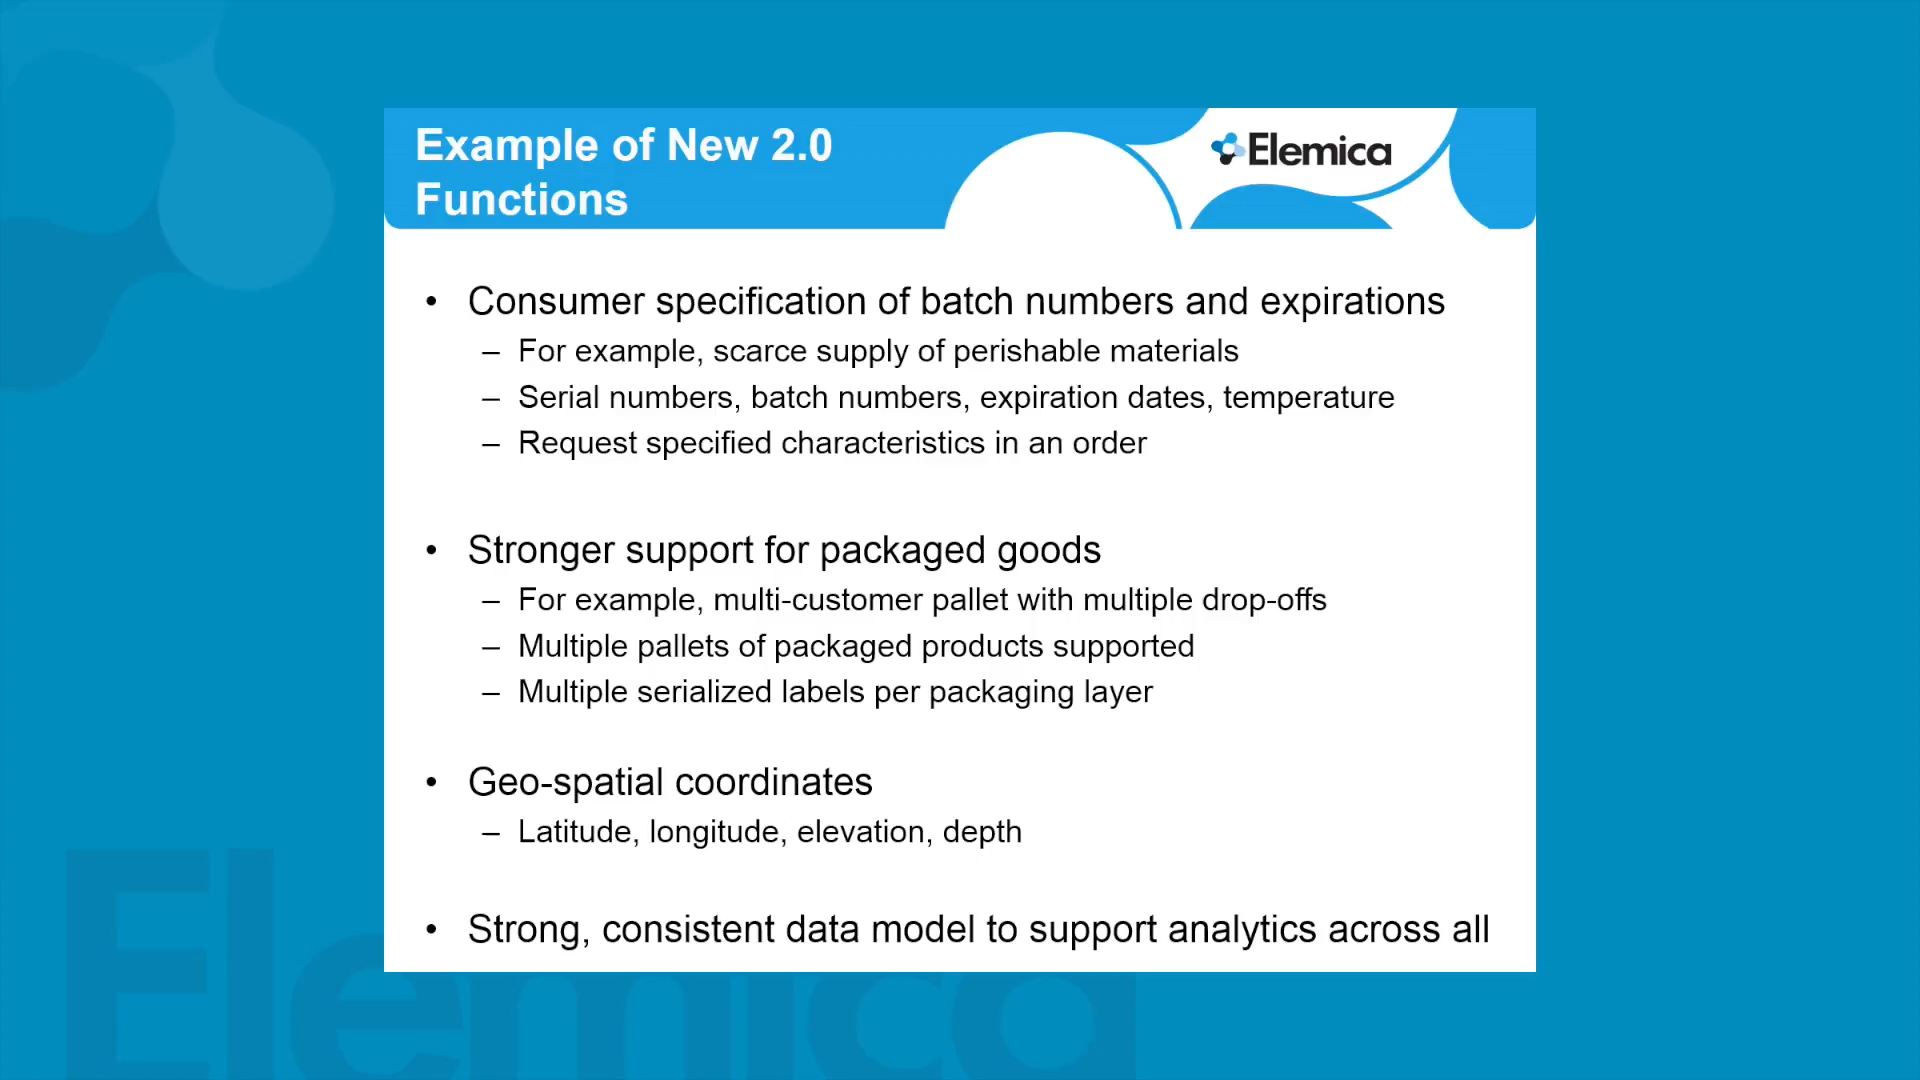 Example of New 2.0
Functions
Elemica
• Consumer specification of batch numbers and expirations
– For example, scarce supply of perishable materials
– Serial numbers, batch numbers, expiration dates, temperature
– Request specified characteristics in an order
• Stronger support for packaged goods
– For example, multi-customer pallet with multiple drop-offs
– Multiple pallets of packaged products supported
– Multiple serialized labels per packaging layer
• Geo-spatial coordinates
– Latitude, longitude, elevation, depth
• Strong, consistent data model to support analytics across all
Elemica